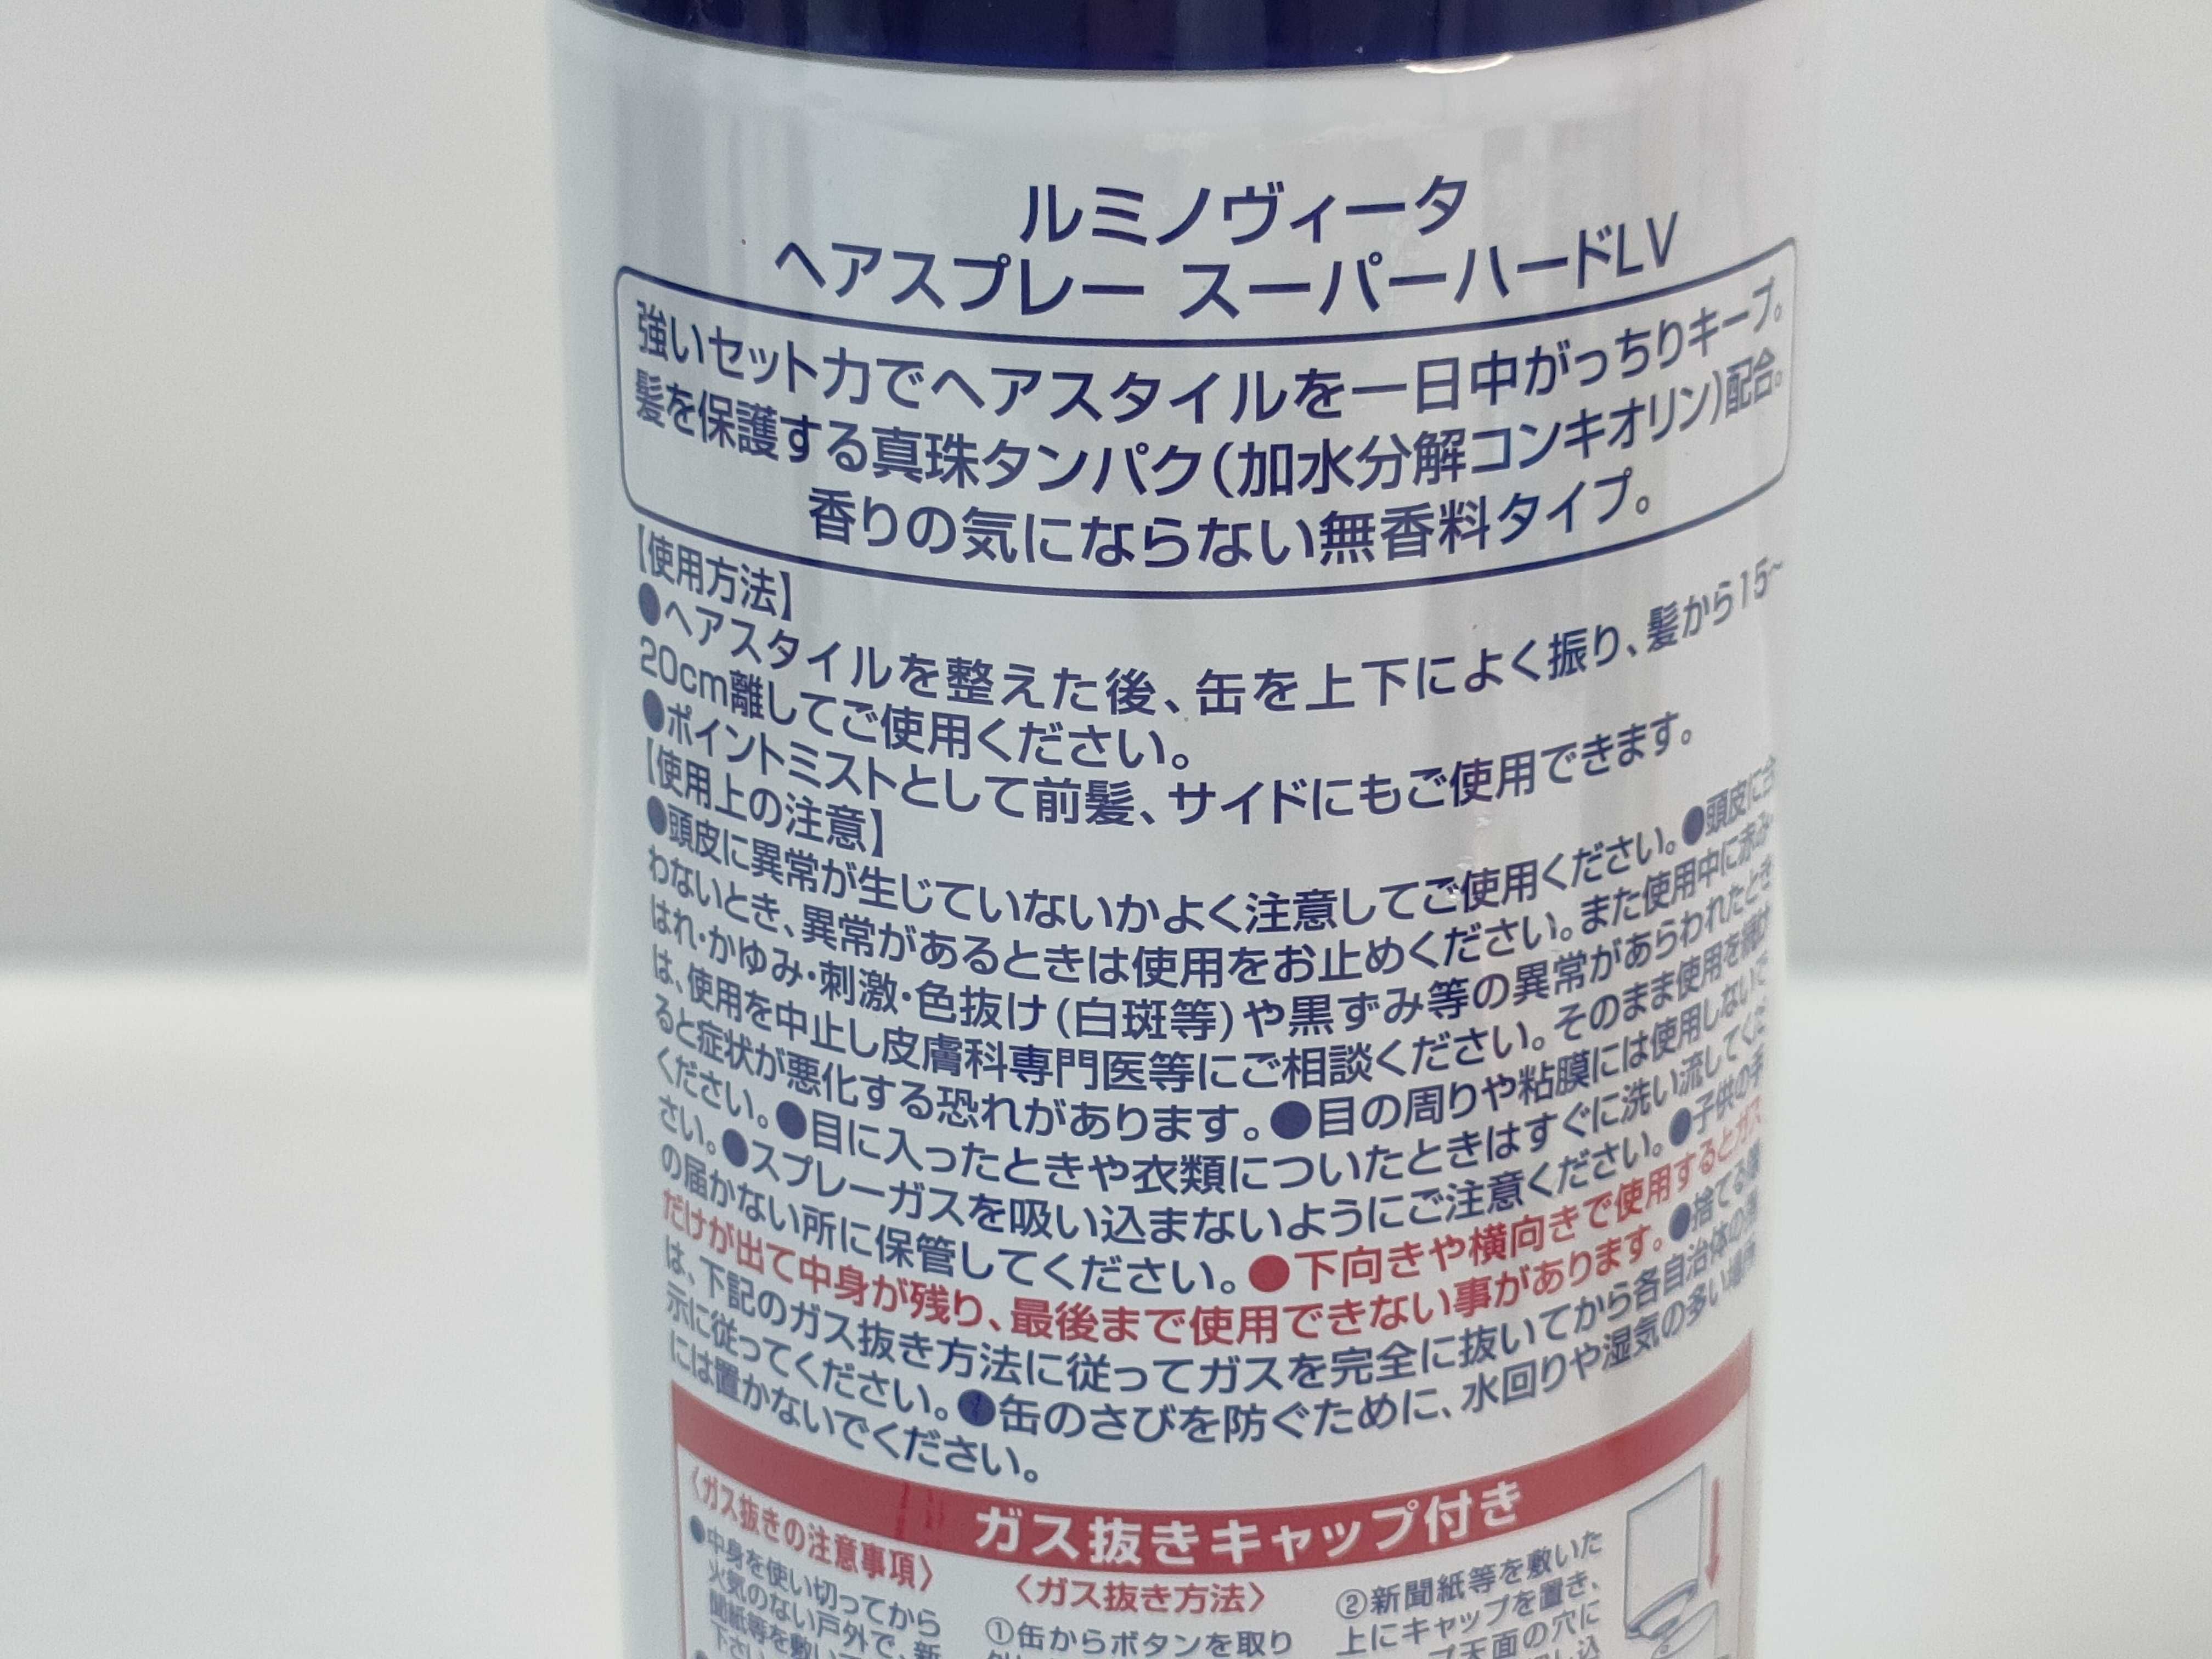 ルミノヴィータ
ヘアスプレー スーパーハードLV
強いセット力でヘアスタイルを一日中がっちりキープ。
髪を保護する真珠タンパク(加水分解コンキオリン)配合。
香りの気にならない無香料タイプ。
【使用方法】
●ヘアスタイルを整えた後、缶を上下によく振り、髪から15~
20cm離してご使用ください。
●ポイントミストとして前髪、サイドにもご使用できます。
【使用上の注意】
●頭皮に異常が生じていないかよく注意してご使用ください。●頭皮に合
わないとき、異常があるときは使用をお止めください。また使用中に赤み・
はれ・かゆみ・刺激・色抜け(白斑等)や黒ずみ等の異常があらわれたとき
は、使用を中止し皮膚科専門医等にご相談ください。そのまま使用を続け
ると症状が悪化する恐れがあります。●目の周りや粘膜には使用しないで
ください。●目に入ったときや衣類についたときはすぐに洗い流してくだ
さい。●スプレーガスを吸い込まないようにご注意ください。●子供の手
の届かない所に保管してください。●下向きや横向きで使用するとガス
だけが出て中身が残り、最後まで使用できない事があります。●捨てる際
は、下記のガス抜き方法に従ってガスを完全に抜いてから各自治体の指
示に従ってください。●缶のさびを防ぐために、水回りや湿気の多い場所
には置かないでください。
ガス抜きキャップ付き
〈ガス抜きの注意事項〉
●中身を使い切ってから
火気のない戸外で、新
聞紙等を敷い
下さい
〈ガス抜き方法〉
①缶からボタンを取り
②新聞紙等を敷いた
上にキャップを置き、
プ天面の穴に
し込